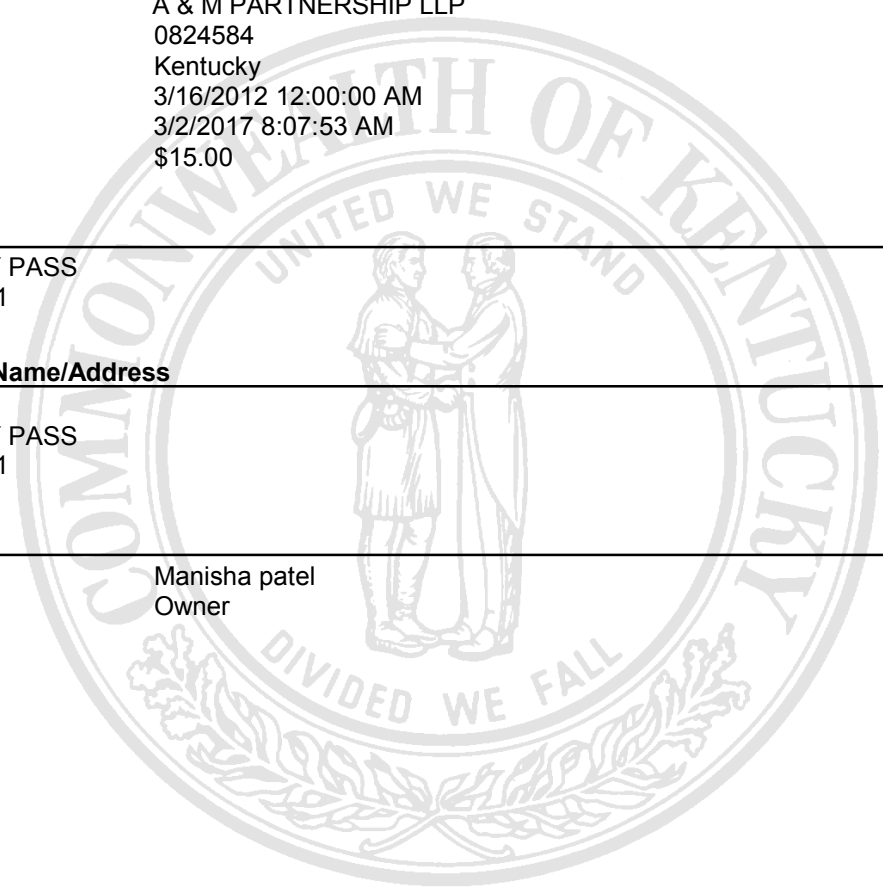 A & M PARTNERSHIP LLP
0824584
Kentucky
3/16/2012 12:00:00 AM
3/2/2017 8:07:53 AM
$15.00
PASS
1
Name/Address
PASS
1
Manisha patel
Owner
COMMONWEALTH OF KENTUCKY
UNITED WE STAND
DIVIDED WE FALL